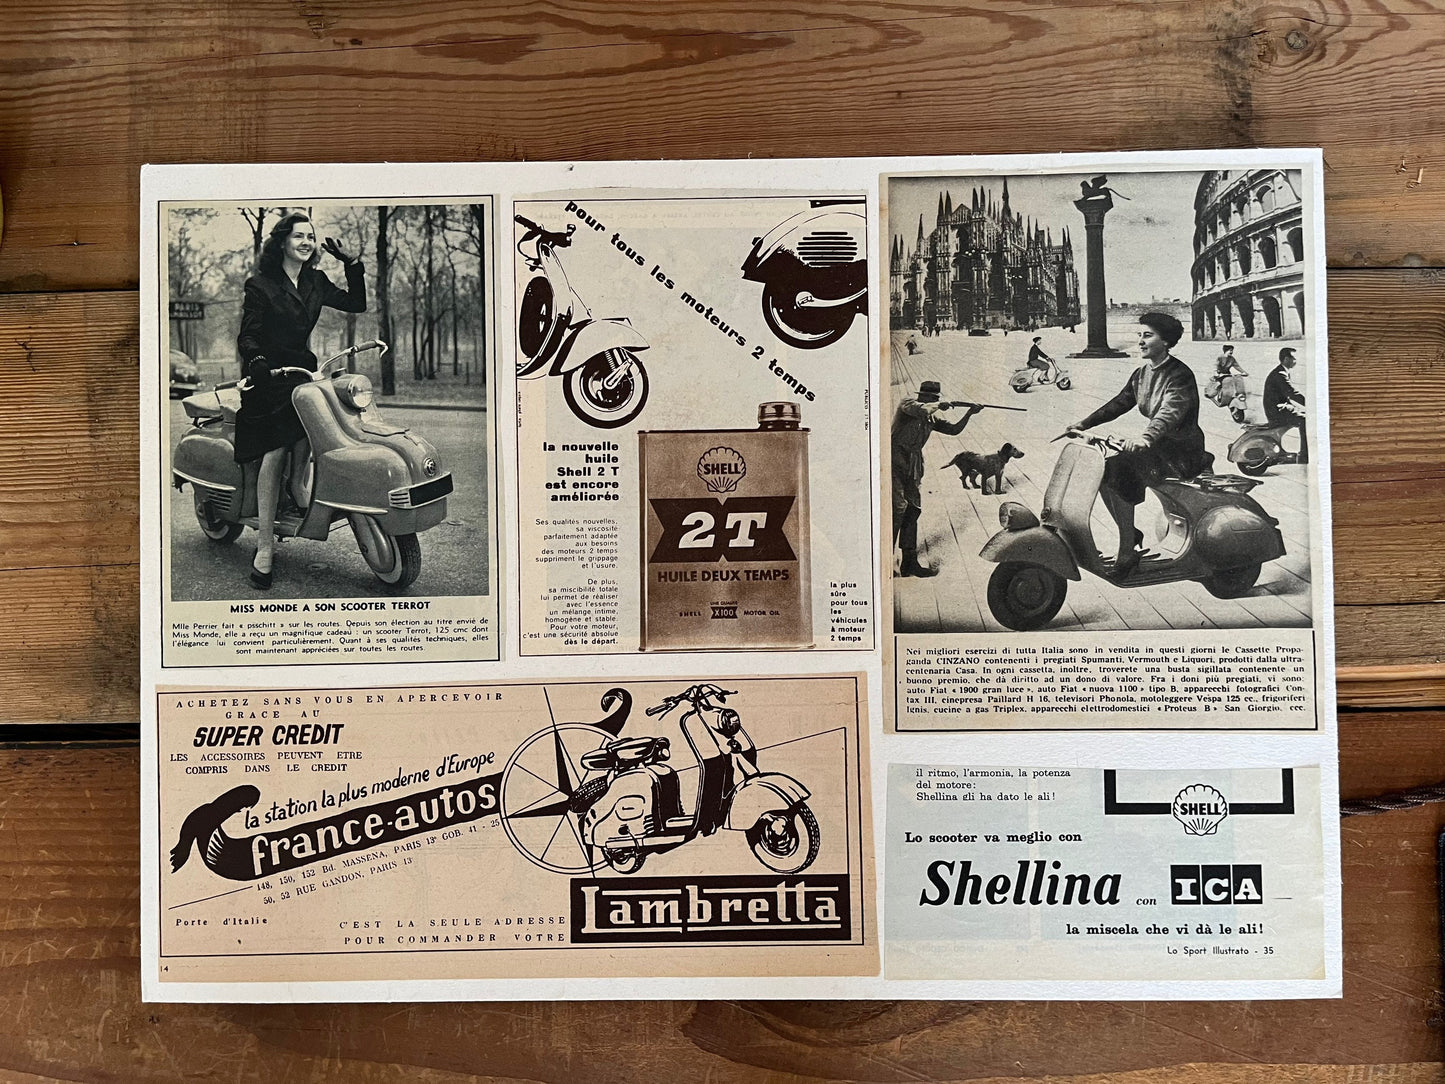 MISS MONDE A SON SCOOTER TERROT
Mlle Perrier fait « psschitt » sur les routes. Depuis son élection au titre envié de
Miss Monde, elle a reçu un magnifique cadeau : un scooter Terrot, 125 cmc dont
l'élégance lui convient particulièrement. Quant à ses qualités techniques, elles
sont maintenant appréciées sur toutes les routes.
pour tous les moteurs 2 temps
la nouvelle
huile
Shell 2 T
est encore
améliorée
Ses qualités nouvelles,
sa viscosité
parfaitement adaptée
aux besoins
des moteurs 2 temps
suppriment le grippage
et l'usure.
De plus,
sa miscibilité totale
lui permet de réaliser
avec l'essence
un mélange intime,
homogène et stable.
Pour votre moteur,
c'est une sécurité absolue
dès le départ.
SHELL
2T
HUILE DEUX TEMPS
UNE QUALITÉ
SHELL X100 MOTOR OIL
la plus
sûre
pour tous
les
véhicules
à moteur
2 temps
Nei migliori esercizi di tutta Italia sono in vendita in questi giorni le Cassette Propa-
ganda CINZANO contenenti i pregiati Spumanti, Vermouth e Liquori, prodotti dalla ultra-
centenaria Casa. In ogni cassetta, inoltre, troverete una busta sigillata contenente un
buono premio, che dà diritto ad un dono di valore. Fra i doni più pregiati, vi sono:
auto Fiat « 1900 gran luce », auto Fiat « nuova 1100 » tipo B, apparecchi fotografici Con-
tax III, cinepresa Paillard H 16, televisori Phonola, motoleggere Vespa 125 cc., frigoriferi
Ignis, cucine a gas Triplex, apparecchi elettrodomestici « Proteus B » San Giorgio, ecc.
ACHETEZ SANS VOUS EN APERCEVOIR
GRACE AU
SUPER CREDIT
LES ACCESSOIRES PEUVENT ETRE
COMPRIS DANS LE CREDIT
la station la plus moderne d'Europe
france-autos
148, 150, 152 Bd. MASSENA, PARIS 13e GOB. 41 - 25
50, 52 RUE GANDON, PARIS 13
Porte d'Italie
C'EST LA SEULE ADRESSE
POUR COMMANDER VOTRE
Lambretta
14
il ritmo, l'armonia, la potenza
del motore:
Shellina gli ha dato le ali!
SHELL
Lo scooter va meglio con
Shellina con ICA
la miscela che vi dà le ali!
Lo Sport Illustrato - 35